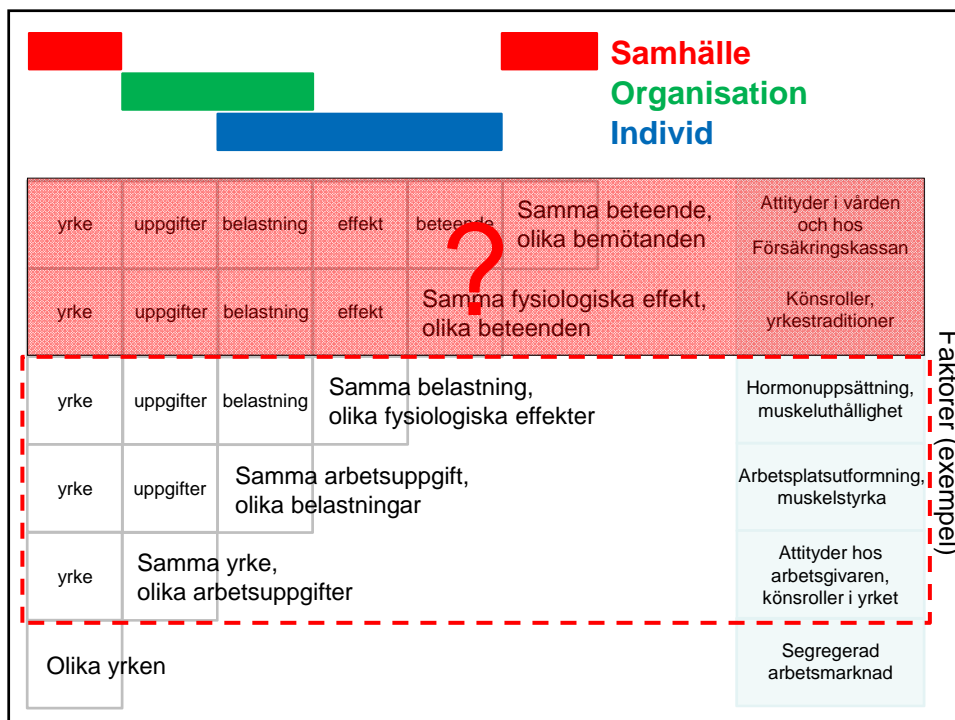 Samhälle
Organisation
Individ
yrke
uppgifter
belastning
effekt
beteende
Samma beteende,
olika bemötanden
Attityder i vården
och hos
Försäkringskassan
?
yrke
uppgifter
belastning
effekt
Samma fysiologiska effekt,
olika beteenden
Könsroller,
yrkestraditioner
yrke
uppgifter
belastning
Samma belastning,
olika fysiologiska effekter
Hormonuppsättning,
muskeluthållighet
yrke
uppgifter
Samma arbetsuppgift,
olika belastningar
Arbetsplatsutformning,
muskelstyrka
yrke
Samma yrke,
olika arbetsuppgifter
Attityder hos
arbetsgivaren,
könsroller i yrket
Olika yrken
Segregerad
arbetsmarknad
Faktorer (exempel)